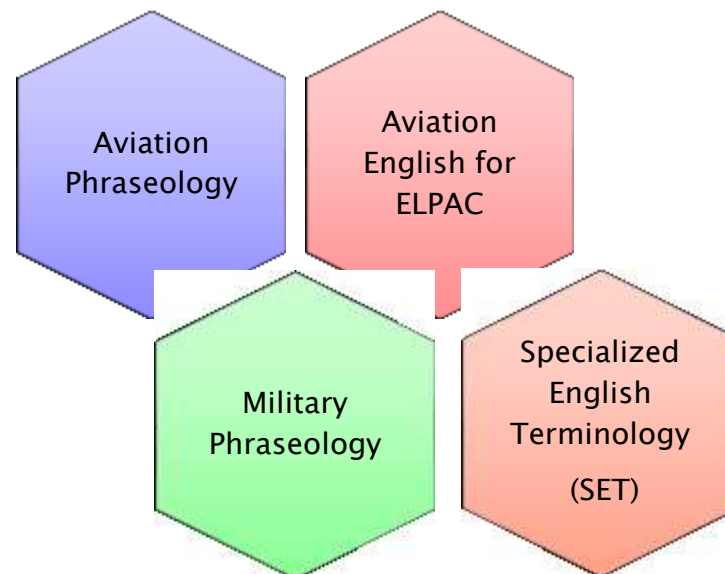 Aviation
Phraseology
Aviation
English for
ELPAC
Military
Phraseology
Specialized
English
Terminology
(SET)